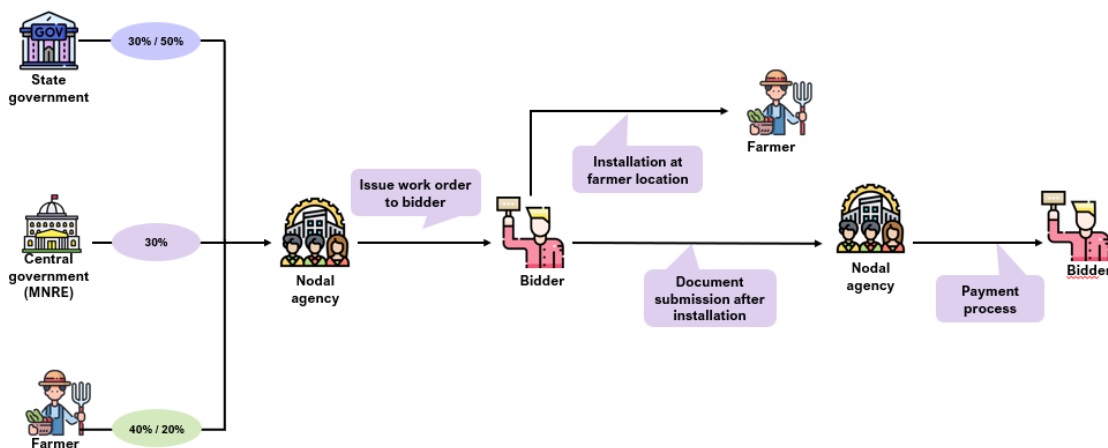 GOV
30% / 50%
State
government
Farmer
Installation at
farmer location
Issue work order
to bidder
30%
Central
government
(MNRE)
Nodal
agency
Bidder
Document
submission after
installation
Nodal
agency
Payment
process
Bidder
40% / 20%
Farmer